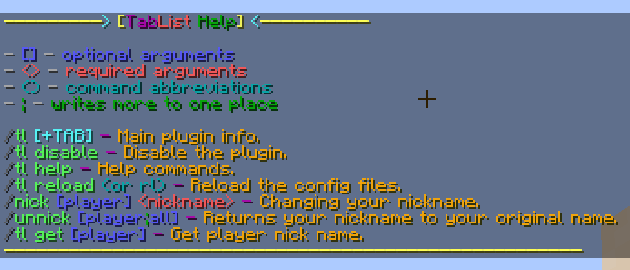 > [TabList Help] <
- [] - optional arguments
- <> - required arguments
- () - command abbreviations
- ¦ - writes more to one place
/tl [+TAB] - Main plugin info.
/tl disable - Disable the plugin.
/tl help - Help commands.
/tl reload (or rl) - Reload the config files.
/nick [player] <nickname> - Changing your nickname.
/unnick [player¦all] - Returns your nickname to your original name.
/tl get [player] - Get player nick name.